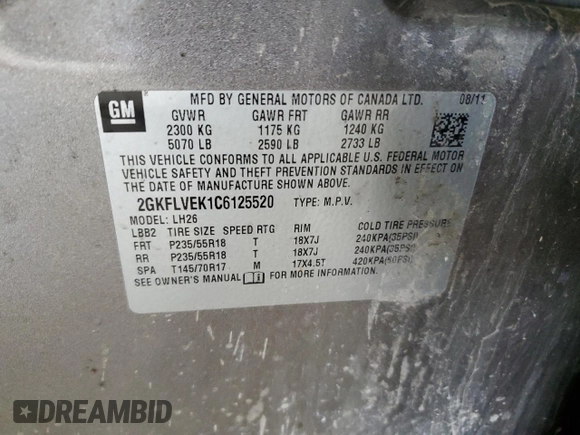 GM
MFD BY GENERAL MOTORS OF CANADA LTD. 08/11
GVWR GAWR FRT GAWR RR
2300 KG 1175 KG 1240 KG
5070 LB 2590 LB 2733 LB
THIS VEHICLE CONFORMS TO ALL APPLICABLE U.S. FEDERAL MOTOR
VEHICLE SAFETY AND THEFT PREVENTION STANDARDS IN EFFECT ON
THE DATE OF MANUFACTURE SHOWN ABOVE.
2GKFLVEK1C6125520 TYPE: M.P.V.
MODEL: LH26
LBB2 TIRE SIZE SPEED RTG RIM COLD TIRE PRESSURE
FRT P235/55R18 T 18X7J 240KPA(35PSI)
RR P235/55R18 T 18X7J 240KPA(35PSI)
SPA T145/70R17 M 17X4.5T 420KPA(60PSI)
SEE OWNER'S MANUAL FOR MORE INFORMATION.
DREAMBID